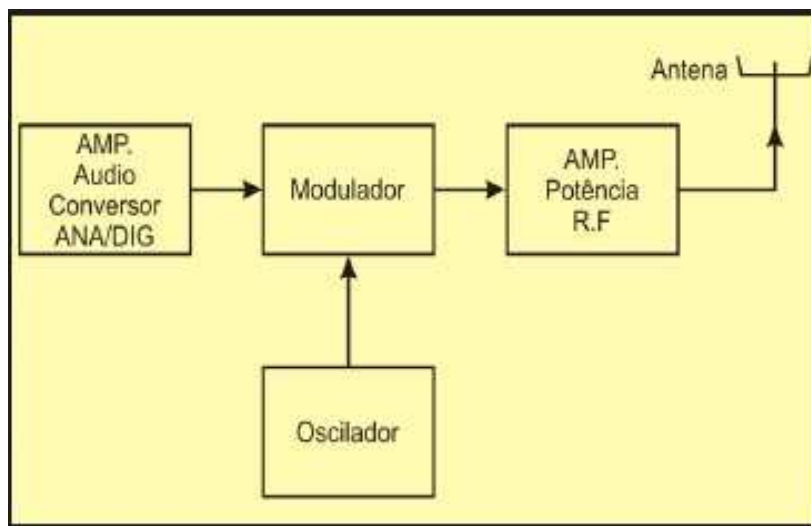 Antena
AMP.
Audio
Conversor
ANA/DIG
Modulador
AMP.
Potência
R.F
Oscilador